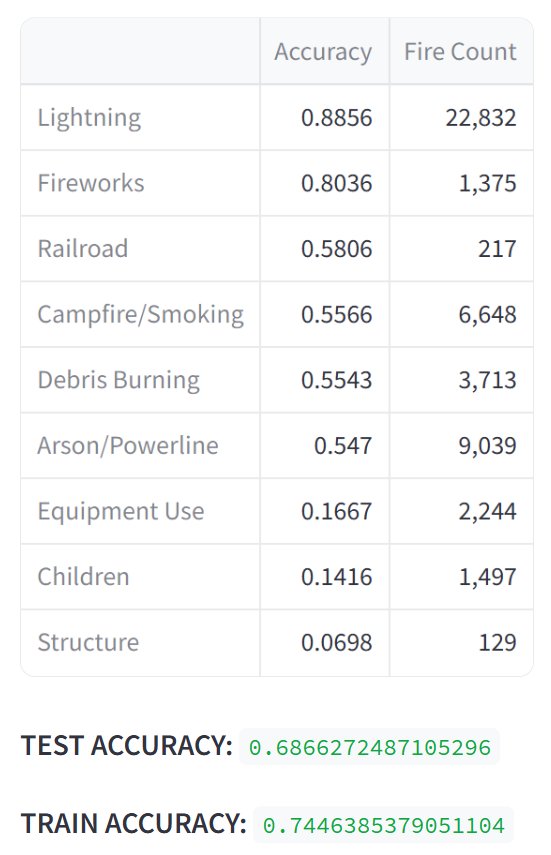 Accuracy Fire Count
Lightning 0.8856 22,832
Fireworks 0.8036 1,375
Railroad 0.5806 217
Campfire/Smoking 0.5566 6,648
Debris Burning 0.5543 3,713
Arson/Powerline 0.547 9,039
Equipment Use 0.1667 2,244
Children 0.1416 1,497
Structure 0.0698 129
TEST ACCURACY: 0.6866272487105296
TRAIN ACCURACY: 0.7446385379051104